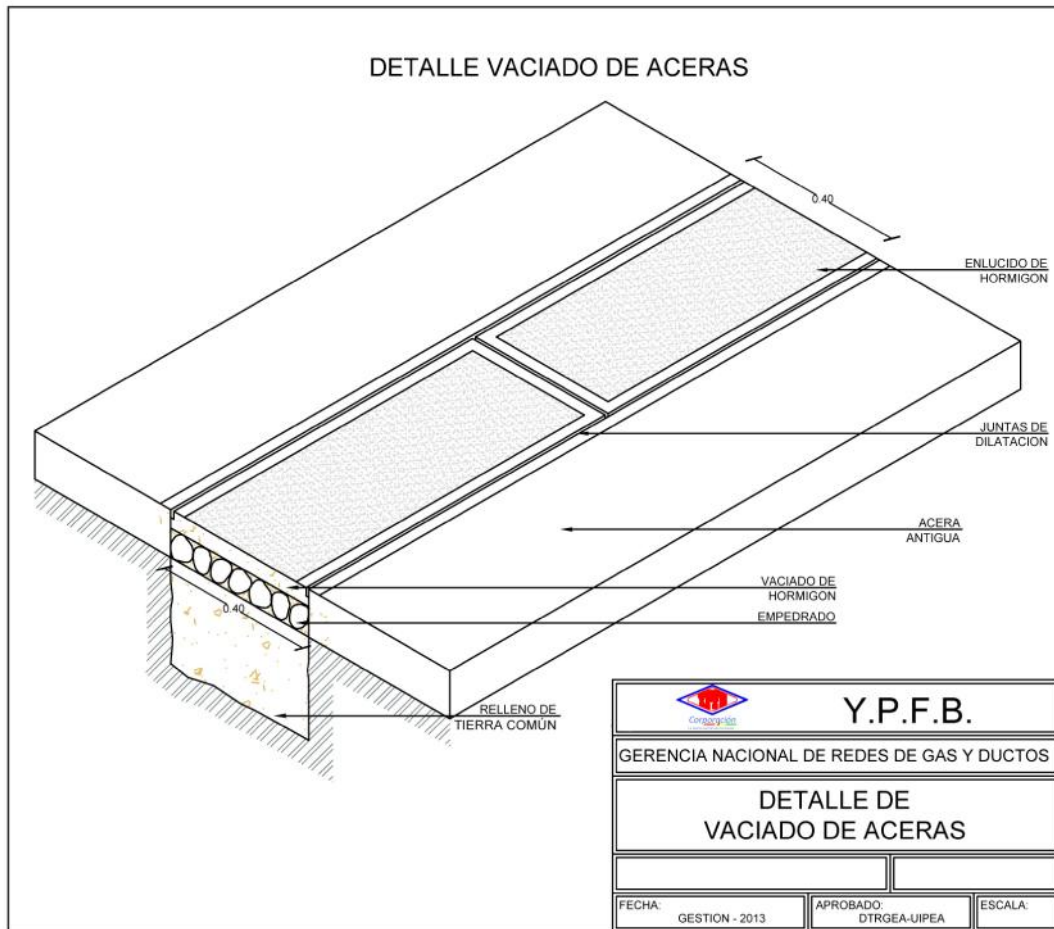 DETALLE VACIADO DE ACERAS
0.40
ENLUCIDO DE
HORMIGON
JUNTAS DE
DILATACION
ACERA
ANTIGUA
VACIADO DE
HORMIGON
0.40
EMPEDRADO
RELLENO DE
TIERRA COMÚN
Corporación
Y.P.F.B.
GERENCIA NACIONAL DE REDES DE GAS Y DUCTOS
DETALLE DE
VACIADO DE ACERAS
FECHA:
GESTION - 2013
APROBADO:
DTRGEA-UIPEA
ESCALA: